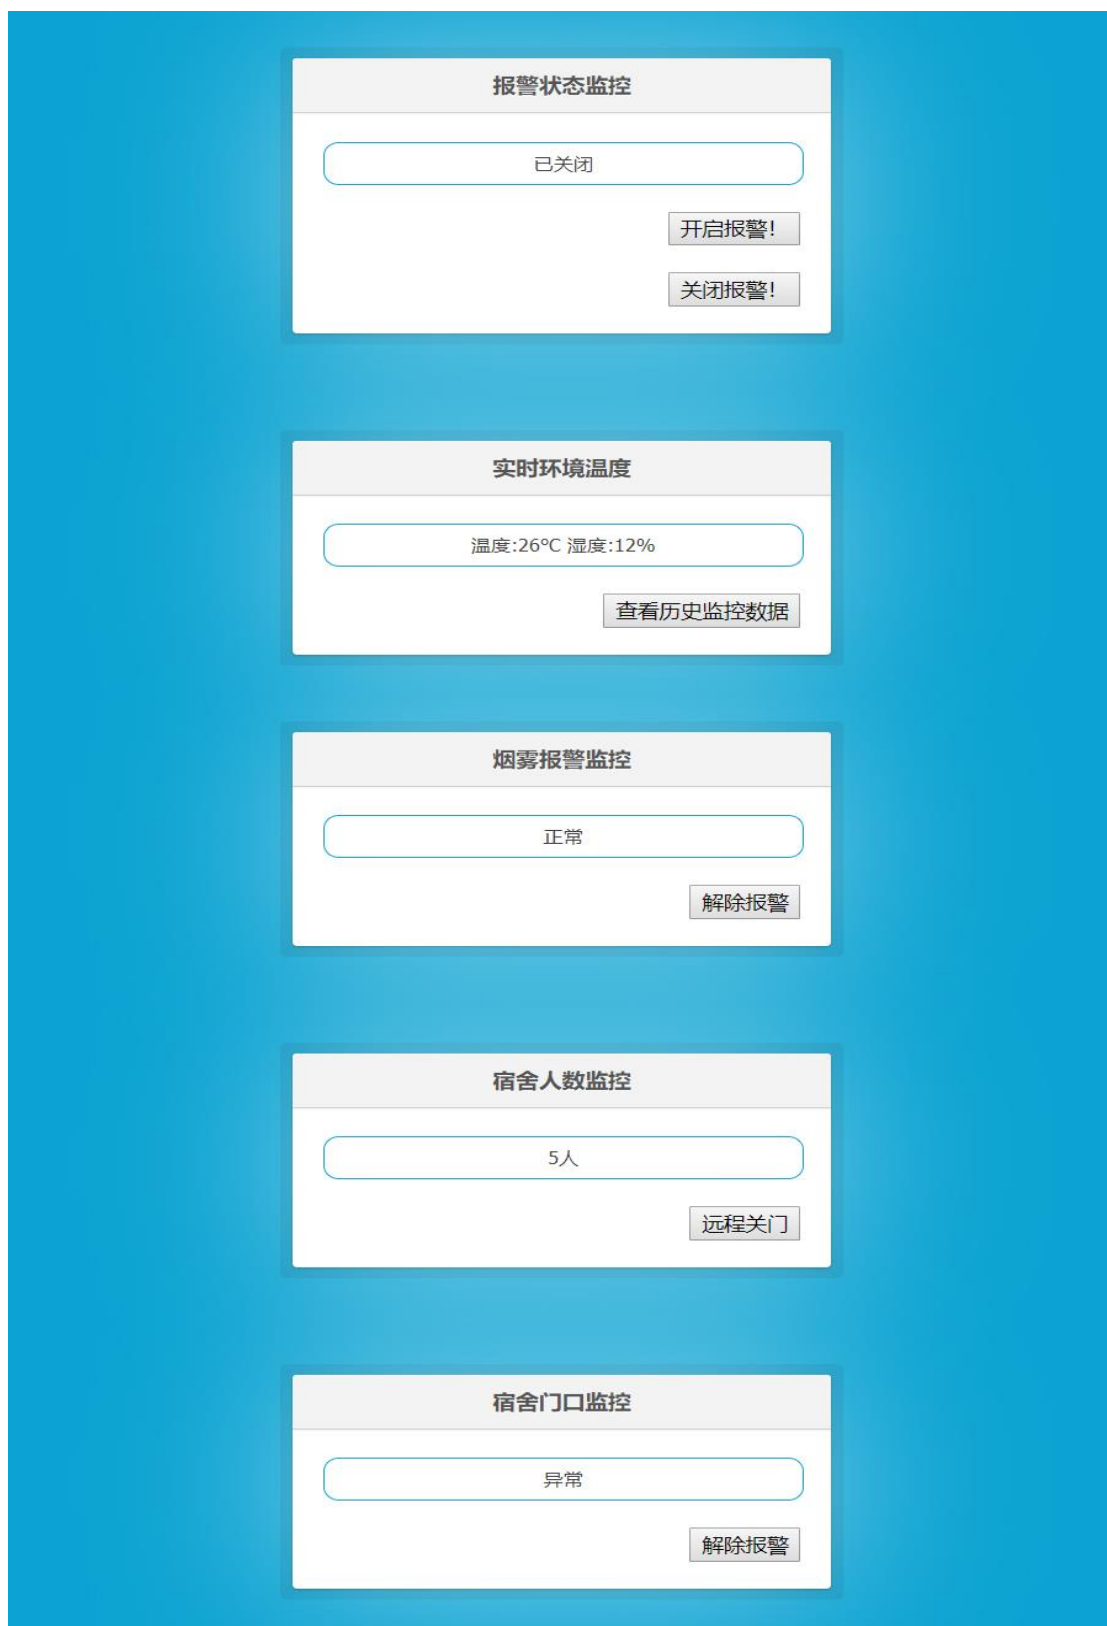 报警状态监控
已关闭
开启报警!
关闭报警!
实时环境温度
温度:26°C 湿度:12%
查看历史监控数据
烟雾报警监控
正常
解除报警
宿舍人数监控
5人
远程关门
宿舍门口监控
异常
解除报警